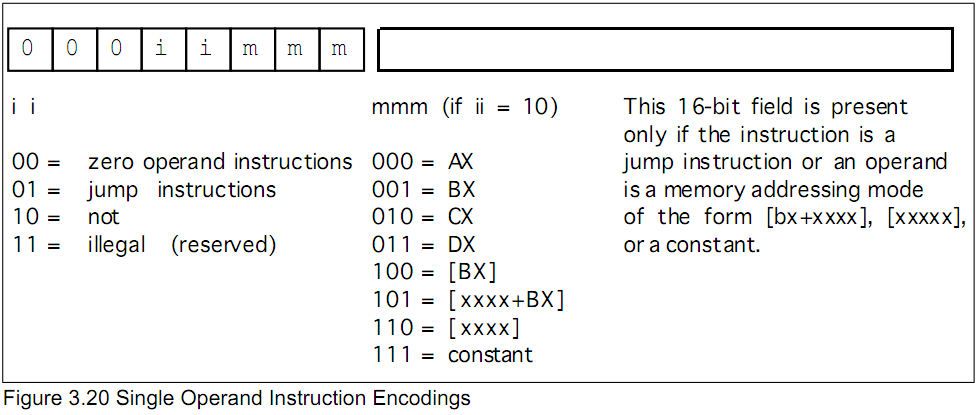 0 0 0 i i m m m
i i
00 = zero operand instructions
01 = jump instructions
10 = not
11 = illegal (reserved)
mmm (if ii = 10)
000 = AX
001 = BX
010 = CX
011 = DX
100 = [BX]
101 = [xxxx+BX]
110 = [xxxx]
111 = constant
This 16-bit field is present
only if the instruction is a
jump instruction or an operand
is a memory addressing mode
of the form [bx+xxxx], [xxxxx],
or a constant.
Figure 3.20 Single Operand Instruction Encodings